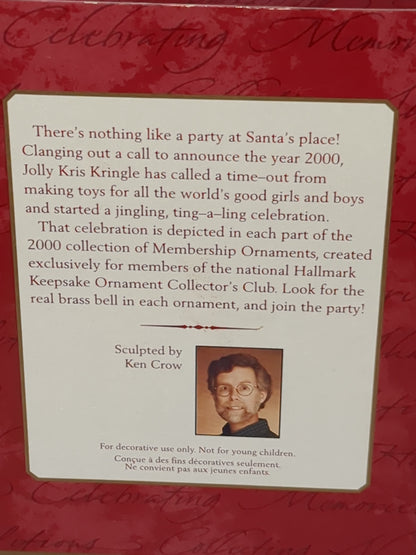 Celebrating Memor
There's nothing like a party at Santa's place!
Clanging out a call to announce the year 2000,
Jolly Kris Kringle has called a time–out from
making toys for all the world's good girls and boys
and started a jingling, ting–a–ling celebration.
That celebration is depicted in each part of the
2000 collection of Membership Ornaments, created
exclusively for members of the national Hallmark
Keepsake Ornament Collector's Club. Look for the
real brass bell in each ornament, and join the party!
Sculpted by
Ken Crow
For decorative use only. Not for young children.
Conçue à des fins décoratives seulement.
Ne convient pas aux jeunes enfants.
Celebrating Memories